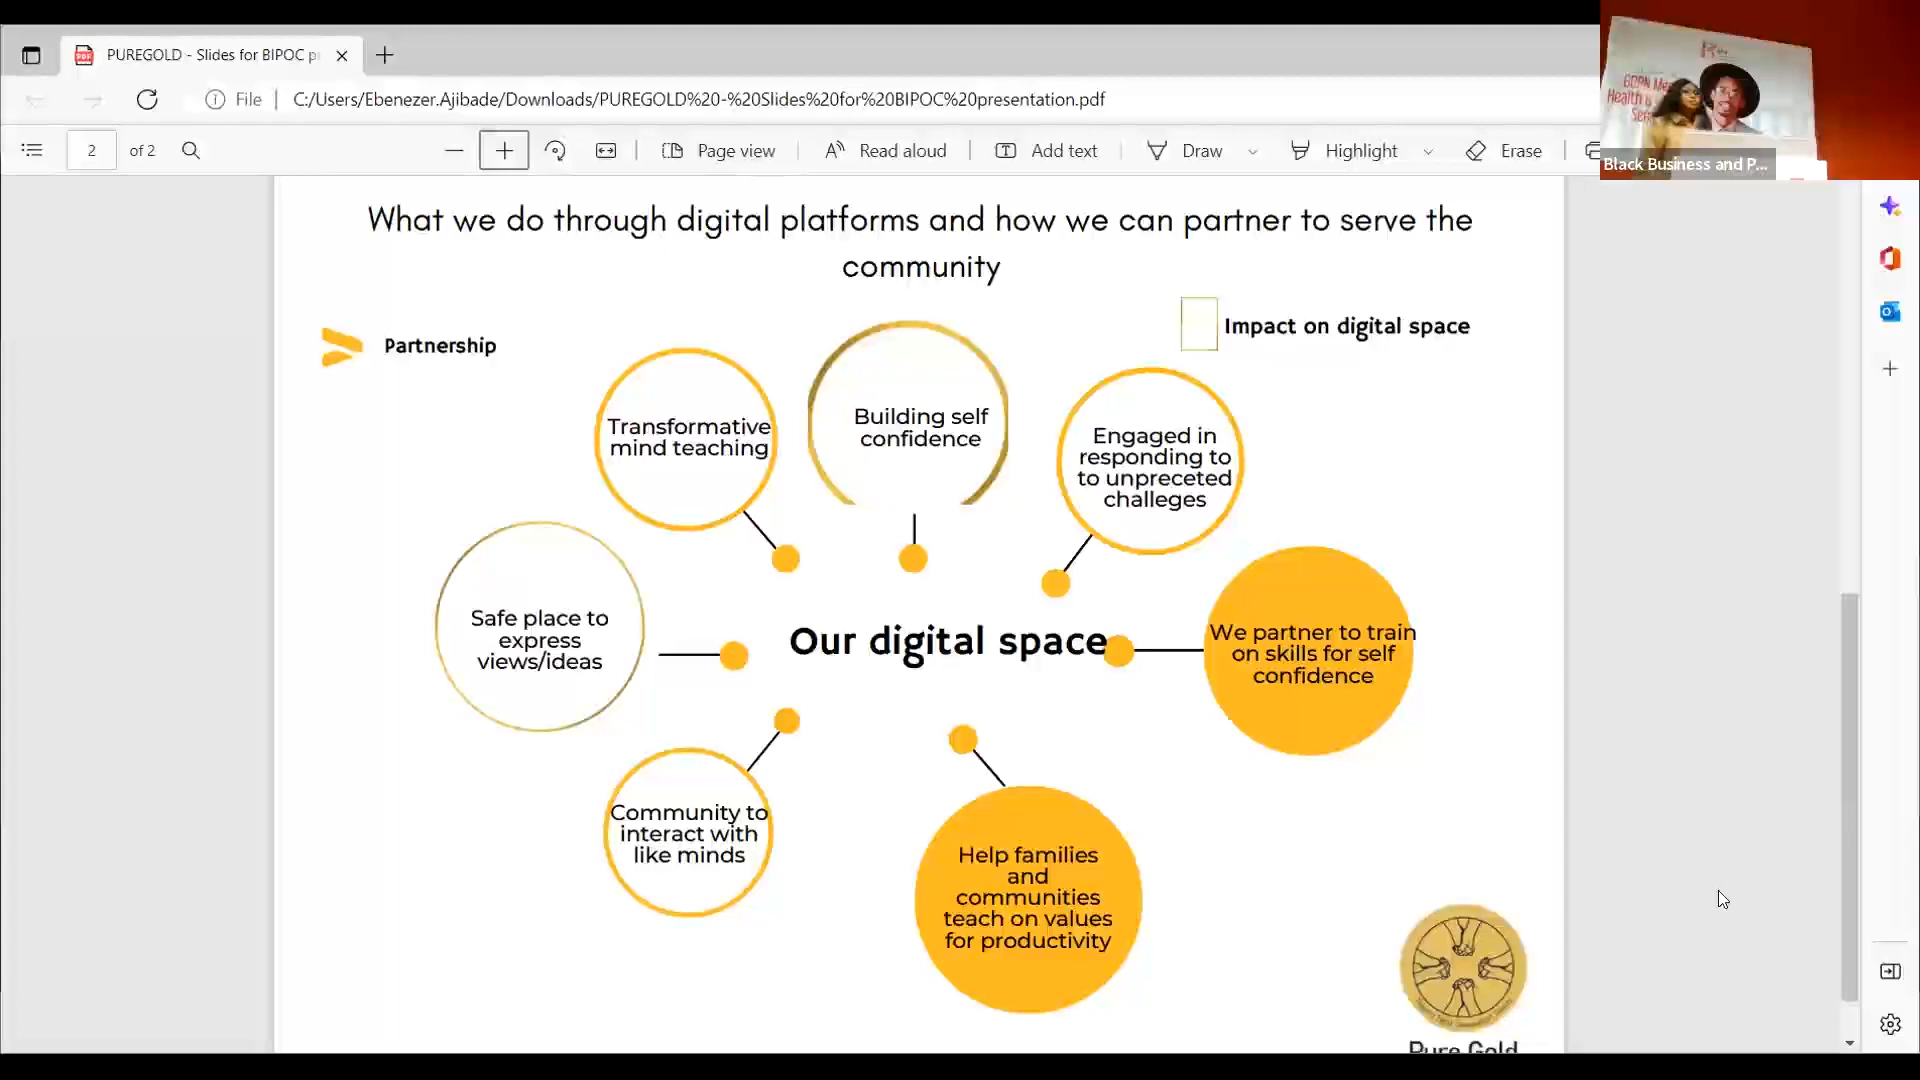 PUREGOLD - Slides for BIPOC pr
File
C:/Users/Ebenezer.Ajibade/Downloads/PUREGOLD%20-%20Slides%20for%20BIPOC%20presentation.pdf
2 of 2
Page view
Read aloud
Add text
Draw
Highlight
Erase
Black Business and P...
What we do through digital platforms and how we can partner to serve the
community
Partnership
Impact on digital space
Transformative
mind teaching
Building self
confidence
Engaged in
responding to
to unpreceted
challeges
Safe place to
express
views/ideas
Our digital space
We partner to train
on skills for self
confidence
Community to
interact with
like minds
Help families
and
communities
teach on values
for productivity
Pure Gold